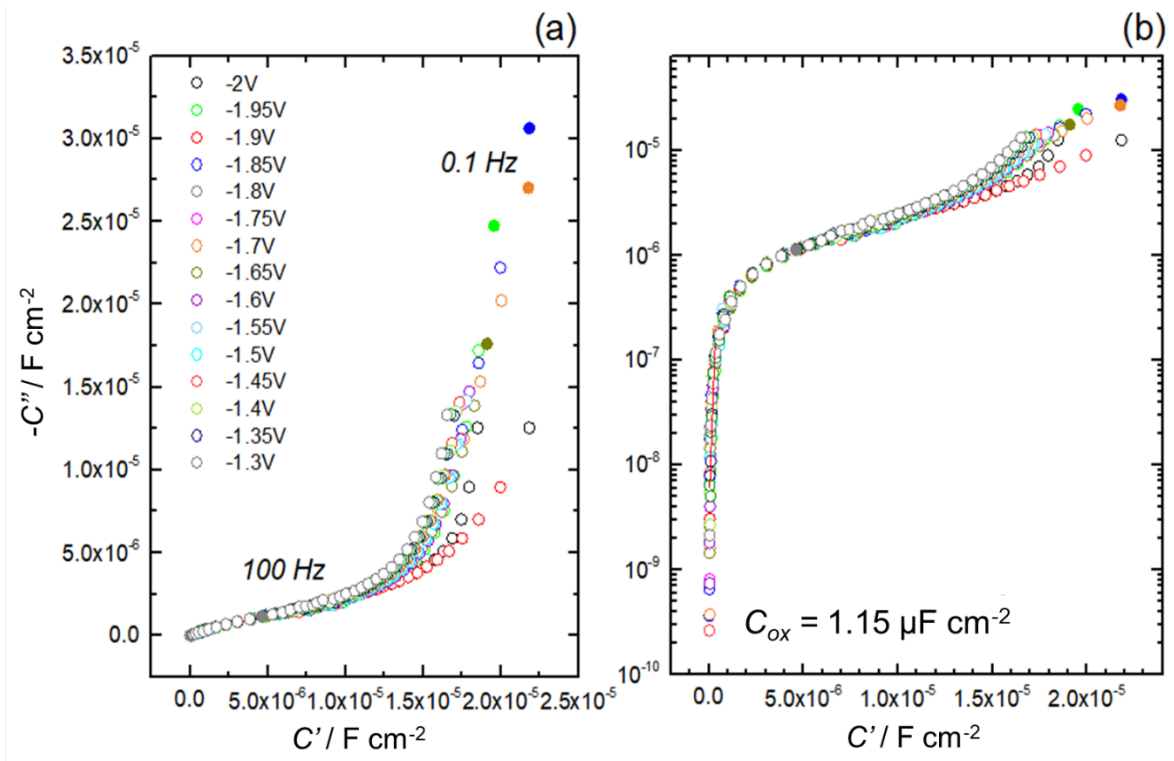 (a)
3.5x10⁻⁵
3.0x10⁻⁵
2.5x10⁻⁵
2.0x10⁻⁵
1.5x10⁻⁵
1.0x10⁻⁵
5.0x10⁻⁶
0.0
-C″ / F cm⁻²
-2V
-1.95V
-1.9V
-1.85V
-1.8V
-1.75V
-1.7V
-1.65V
-1.6V
-1.55V
-1.5V
-1.45V
-1.4V
-1.35V
-1.3V
0.1 Hz
100 Hz
0.0 5.0x10⁻⁶ 1.0x10⁻⁵ 1.5x10⁻⁵ 2.0x10⁻⁵ 2.5x10⁻⁵
C' / F cm⁻²
(b)
10⁻⁵
10⁻⁶
10⁻⁷
10⁻⁸
10⁻⁹
10⁻¹⁰
Cox = 1.15 µF cm⁻²
0.0 5.0x10⁻⁶ 1.0x10⁻⁵ 1.5x10⁻⁵ 2.0x10⁻⁵
C' / F cm⁻²